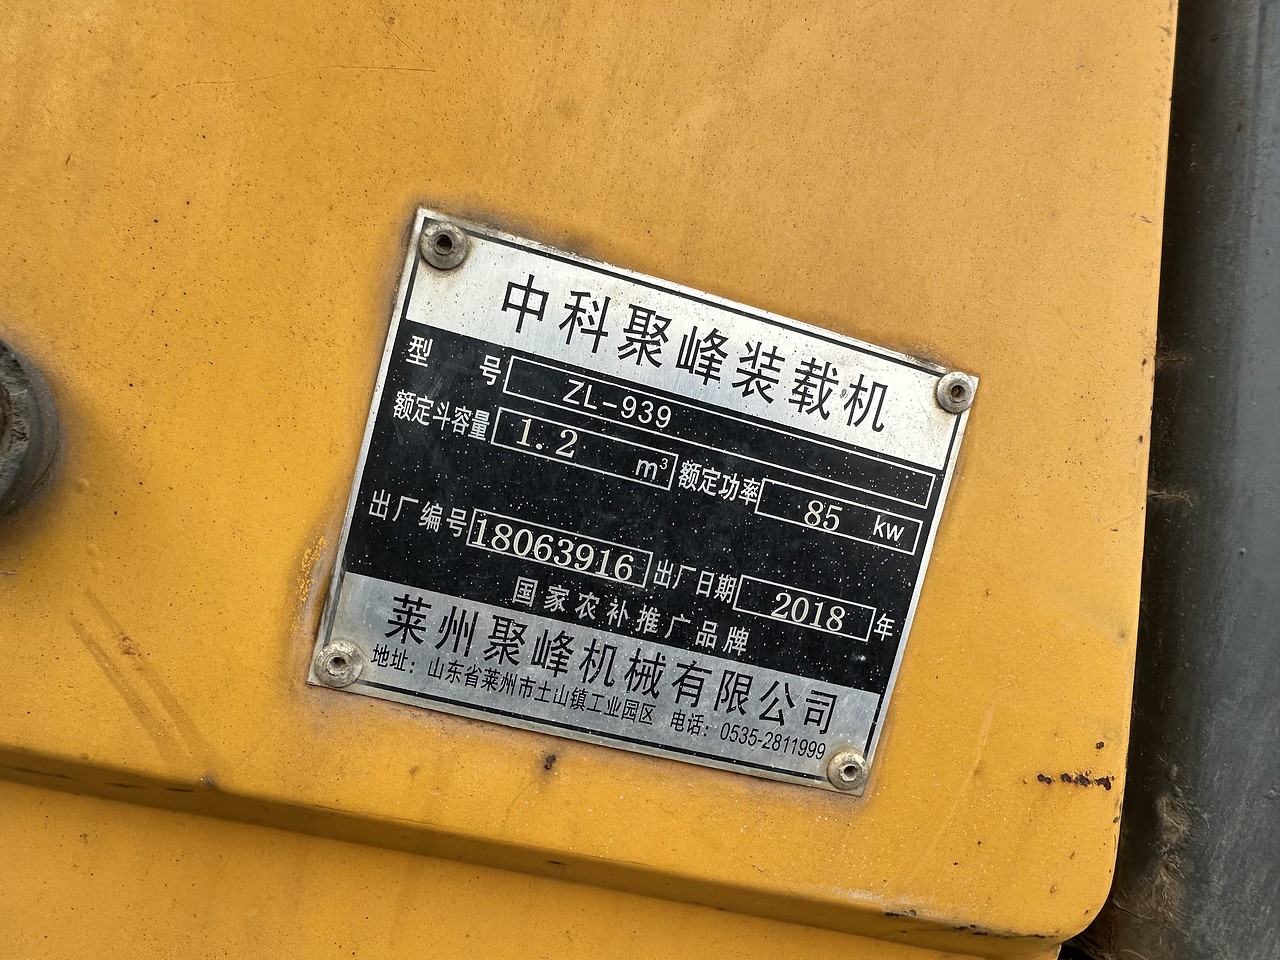 中科聚峰装载机
型 号 ZL-939
额定斗容量 1.2 m³ 额定功率 85 kw
出厂编号 18063916 出厂日期 2018 年
国家农补推广品牌
莱州聚峰机械有限公司
地址：山东省莱州市土山镇工业园区 电话：0535-2811999